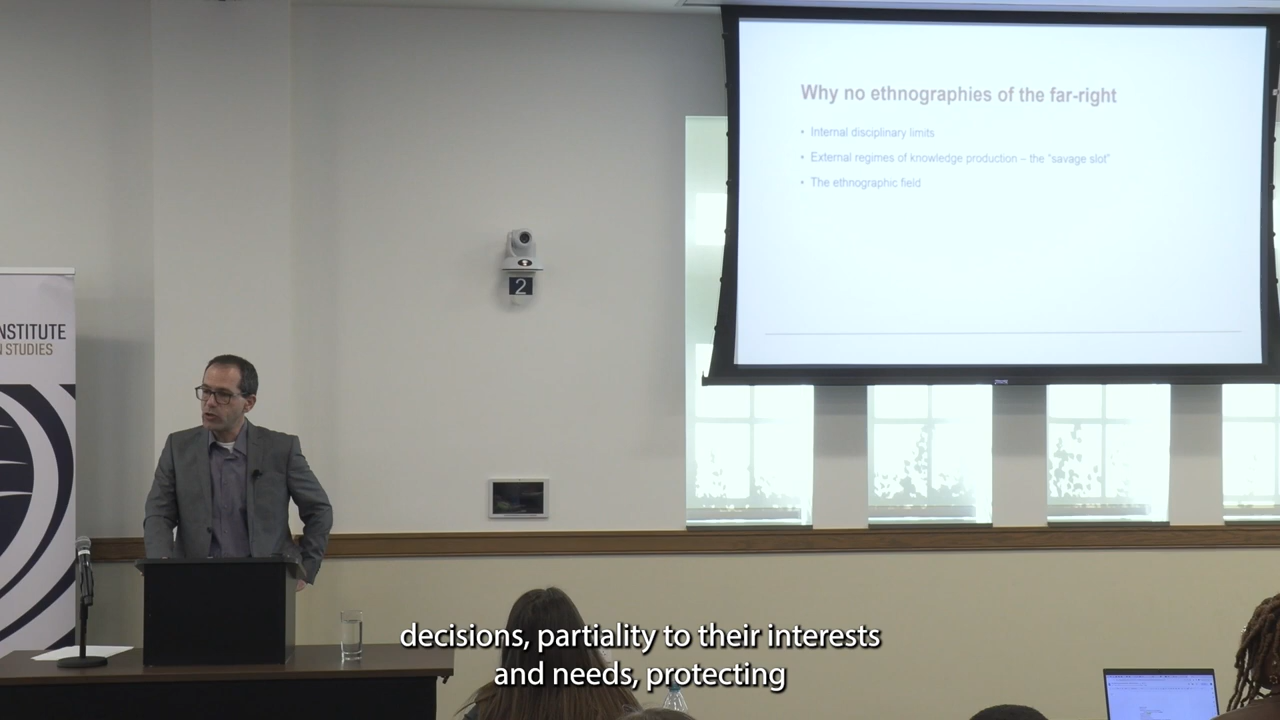 Why no ethnographies of the far-right
• Internal disciplinary limits
• External regimes of knowledge production – the "savage slot"
• The ethnographic field
2
NSTITUTE
STUDIES
decisions, partiality to their interests
and needs, protecting